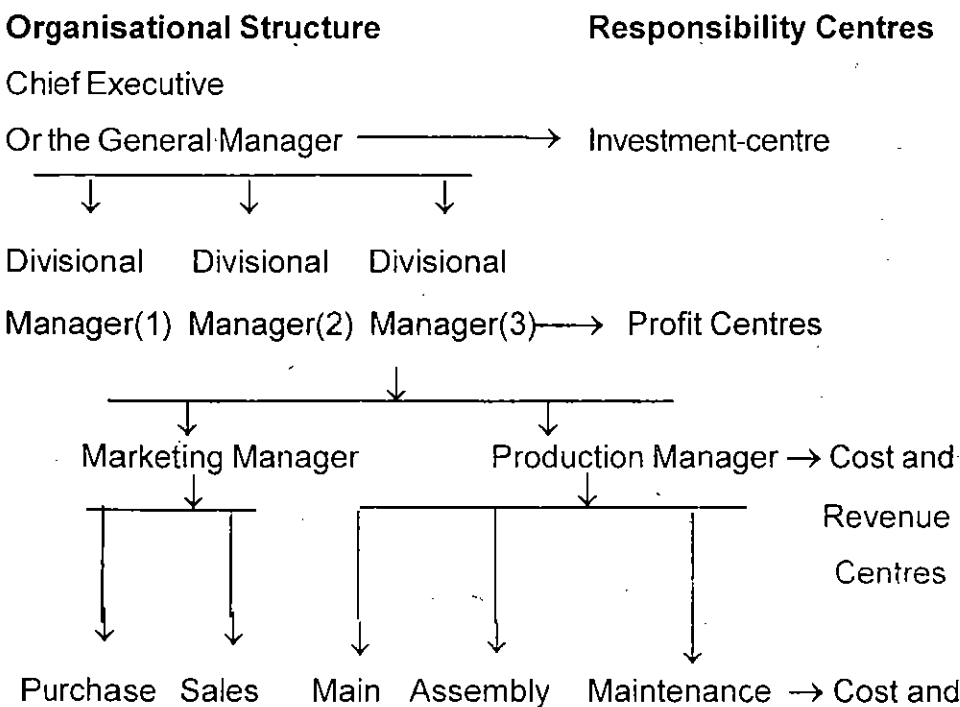 Organisational Structure Responsibility Centres
Chief Executive
Or the General Manager → Investment-centre
Divisional Divisional Divisional
Manager(1) Manager(2) Manager(3) → Profit Centres
Marketing Manager Production Manager → Cost and
Revenue
Centres
Purchase Sales Main Assembly Maintenance → Cost and